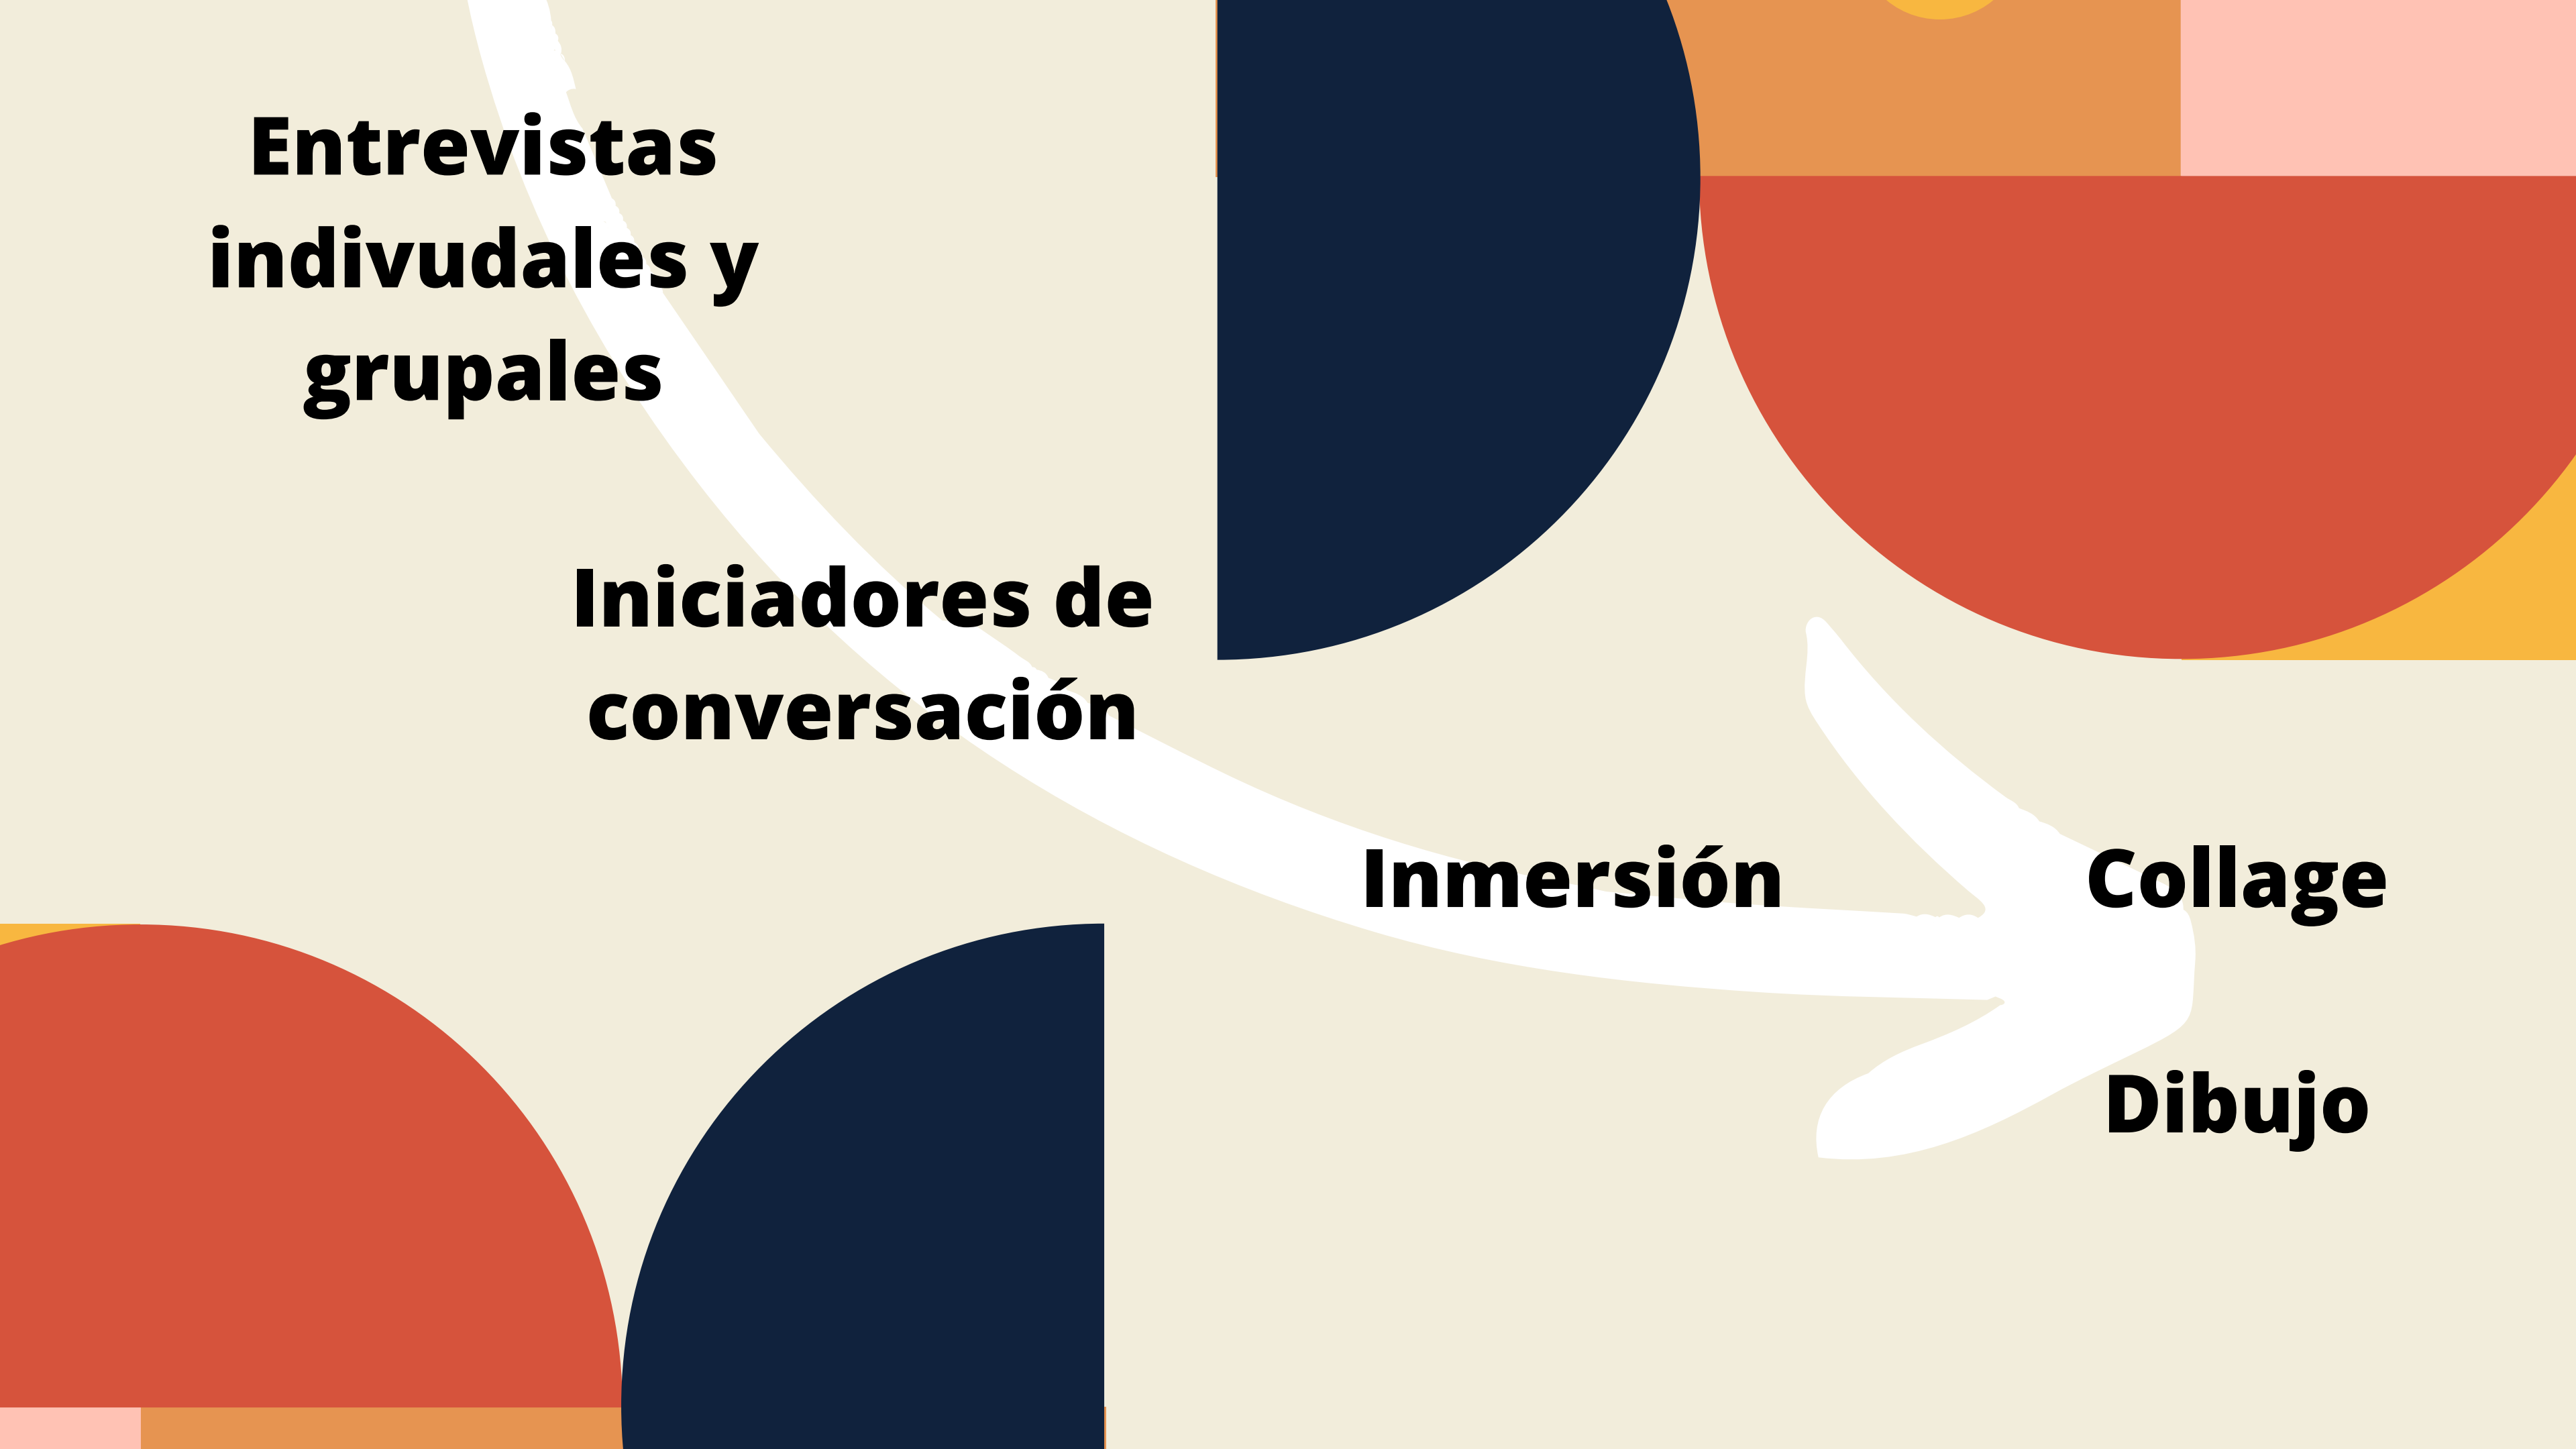 Entrevistas
indivudales y
grupales
Iniciadores de
conversación
Inmersión
Collage
Dibujo